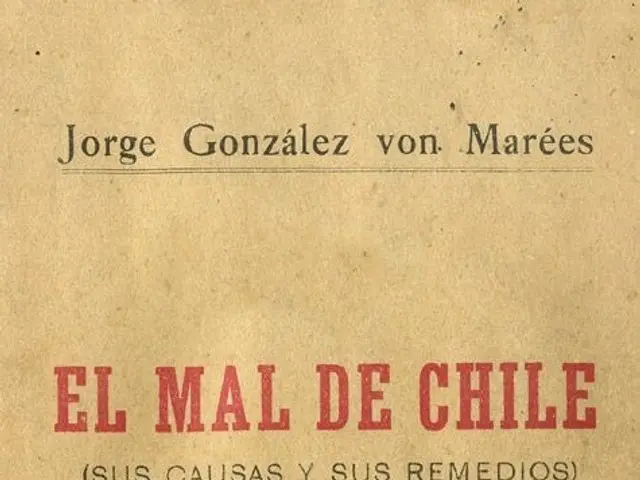 Jorge González von Marées
EL MAL DE CHILE
(SUS CAUSAS Y SUS REMEDIOS)